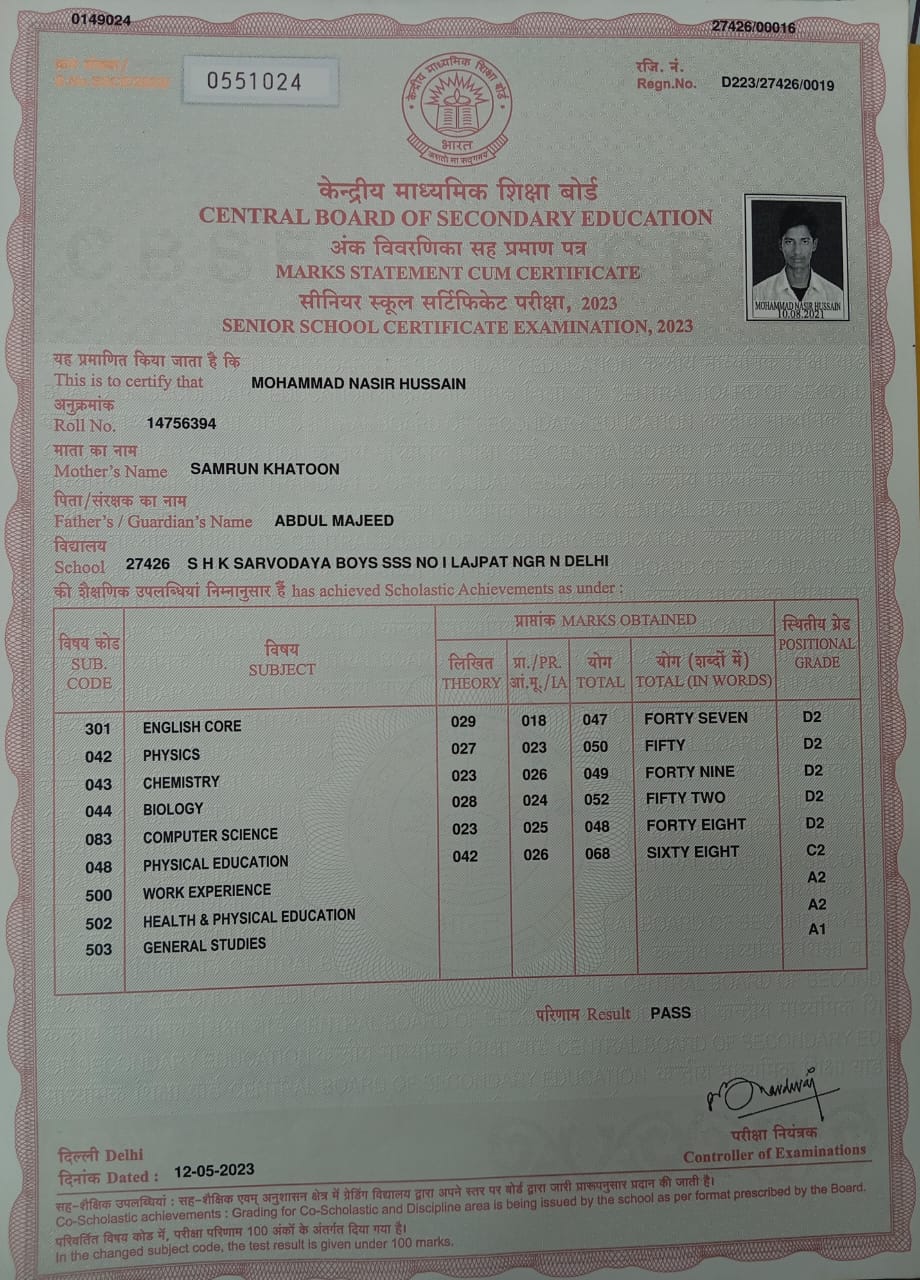 0149024
27426/00016
0551024
रजि. नं.
Regn.No. D223/27426/0019
केन्द्रीय माध्यमिक शिक्षा बोर्ड
भारत
असतो मा सद्गमय
केन्द्रीय माध्यमिक शिक्षा बोर्ड
CENTRAL BOARD OF SECONDARY EDUCATION
अंक विवरणिका सह प्रमाण पत्र
MARKS STATEMENT CUM CERTIFICATE
सीनियर स्कूल सर्टिफिकेट परीक्षा, 2023
SENIOR SCHOOL CERTIFICATE EXAMINATION, 2023
MOHAMMAD NASIR HUSSAIN
10.08.2021
यह प्रमाणित किया जाता है कि
This is to certify that MOHAMMAD NASIR HUSSAIN
अनुक्रमांक
Roll No. 14756394
माता का नाम
Mother's Name SAMRUN KHATOON
पिता/संरक्षक का नाम
Father's / Guardian's Name ABDUL MAJEED
विद्यालय
School 27426 S H K SARVODAYA BOYS SSS NO I LAJPAT NGR N DELHI
की शैक्षणिक उपलब्धियां निम्नानुसार हैं has achieved Scholastic Achievements as under :
विषय कोड
SUB.
CODE
विषय
SUBJECT
प्राप्तांक MARKS OBTAINED
लिखित
THEORY
प्रा./PR.
आं.मू./IA
योग
TOTAL
योग (शब्दों में)
TOTAL (IN WORDS)
स्थितीय ग्रेड
POSITIONAL
GRADE
301 ENGLISH CORE 029 018 047 FORTY SEVEN D2
042 PHYSICS 027 023 050 FIFTY D2
043 CHEMISTRY 023 026 049 FORTY NINE D2
044 BIOLOGY 028 024 052 FIFTY TWO D2
083 COMPUTER SCIENCE 023 025 048 FORTY EIGHT D2
048 PHYSICAL EDUCATION 042 026 068 SIXTY EIGHT C2
500 WORK EXPERIENCE A2
502 HEALTH & PHYSICAL EDUCATION A2
503 GENERAL STUDIES A1
परिणाम Result PASS
परीक्षा नियंत्रक
Controller of Examinations
दिल्ली Delhi
दिनांक Dated : 12-05-2023
सह-शैक्षिक उपलब्धियां : सह-शैक्षिक एवम् अनुशासन क्षेत्र में ग्रेडिंग विद्यालय द्वारा अपने स्तर पर बोर्ड द्वारा जारी प्रारूपनुसार प्रदान की जाती है।
Co-Scholastic achievements : Grading for Co-Scholastic and Discipline area is being issued by the school as per format prescribed by the Board.
परिवर्तित विषय कोड में, परीक्षा परिणाम 100 अंकों के अंतर्गत दिया गया है।
In the changed subject code, the test result is given under 100 marks.